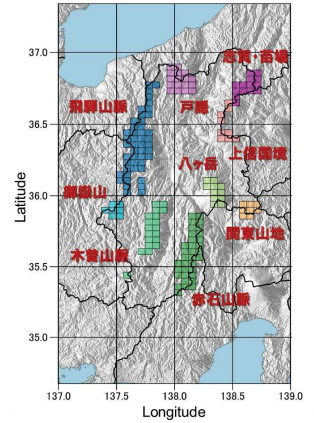 志賀・苗場
37.0
飛騨山脈
戸隠
36.5
上信国境
八ヶ岳
御嶽山
36.0
Latitude
関東山地
木曽山脈
35.5
赤石山脈
35.0
137.0 137.5 138.0 138.5 139.0
Longitude